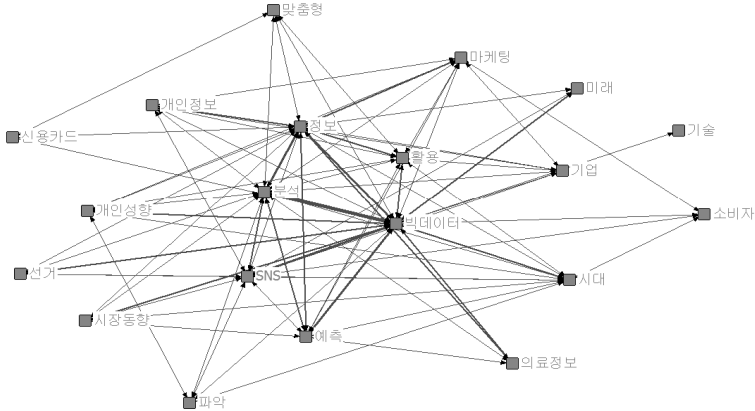 맞춤형
마케팅
미래
개인정보
정보
기술
신용카드
활용
기업
분석
개인성향
소비자
빅데이터
선거
SNS
시대
시장동향
예측
의료정보
파악